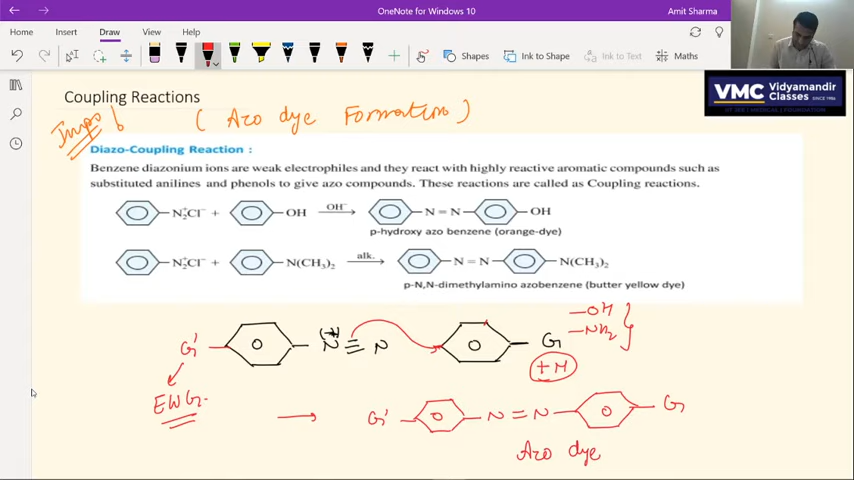 OneNote for Windows 10
Amit Sharma
Home Insert Draw View Help
Shapes Ink to Text Ink to Text Maths
VMC Vidyamandir Classes
SINCE 1986
Coupling Reactions
Impo! ( Azo dye Formation )
Diazo-Coupling Reaction :
Benzene diazonium ions are weak electrophiles and they react with highly reactive aromatic compounds such as
substituted anilines and phenols to give azo compounds. These reactions are called as Coupling reactions.
N₂⁺Cl⁻ + OH OH⁻ N = N OH
p-hydroxy azo benzene (orange-dye)
N₂⁺Cl⁻ + N(CH₃)₂ alk. N = N N(CH₃)₂
p-N,N-dimethylamino azobenzene (butter yellow dye)
—OH
—NH₂
G' (+) N ≡ N G
+M
EWG.
G' N = N G
Azo dye